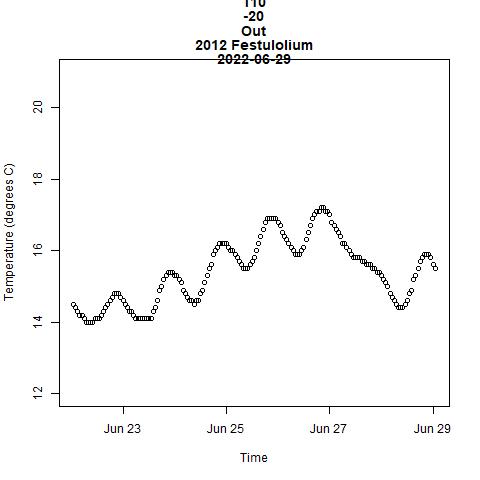 T10
-20
Out
2012 Festulolium
2022-06-29
Temperature (degrees C)
20
18
16
14
12
Jun 23
Jun 25
Jun 27
Jun 29
Time